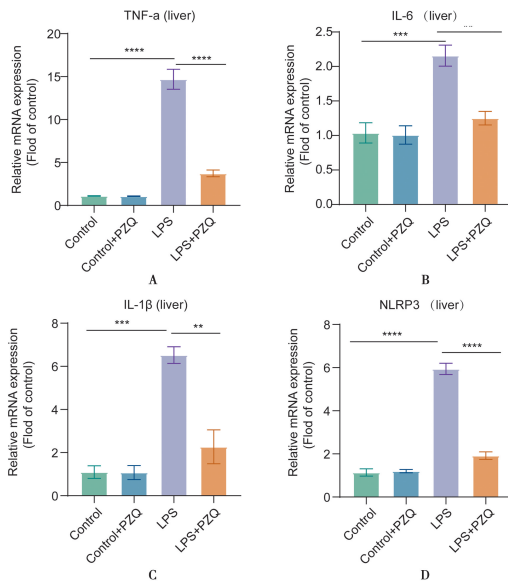 TNF-a (liver)
Relative mRNA expression
(Flod of control)
20
15
10
5
0
****
****
Control
Control+PZQ
LPS
LPS+PZQ
A
IL-6 （liver）
Relative mRNA expression
(Flod of control)
2.5
2.0
1.5
1.0
0.5
0.0
***
Control
Control+PZQ
LPS
LPS+PZQ
B
IL-1β (liver)
Relative mRNA expression
(Flod of control)
8
6
4
2
0
***
**
Control
Control+PZQ
LPS
LPS+PZQ
C
NLRP3 （liver）
Relative mRNA expression
(Flod of control)
8
6
4
2
0
****
****
Control
Control+PZQ
LPS
LPS+PZQ
D